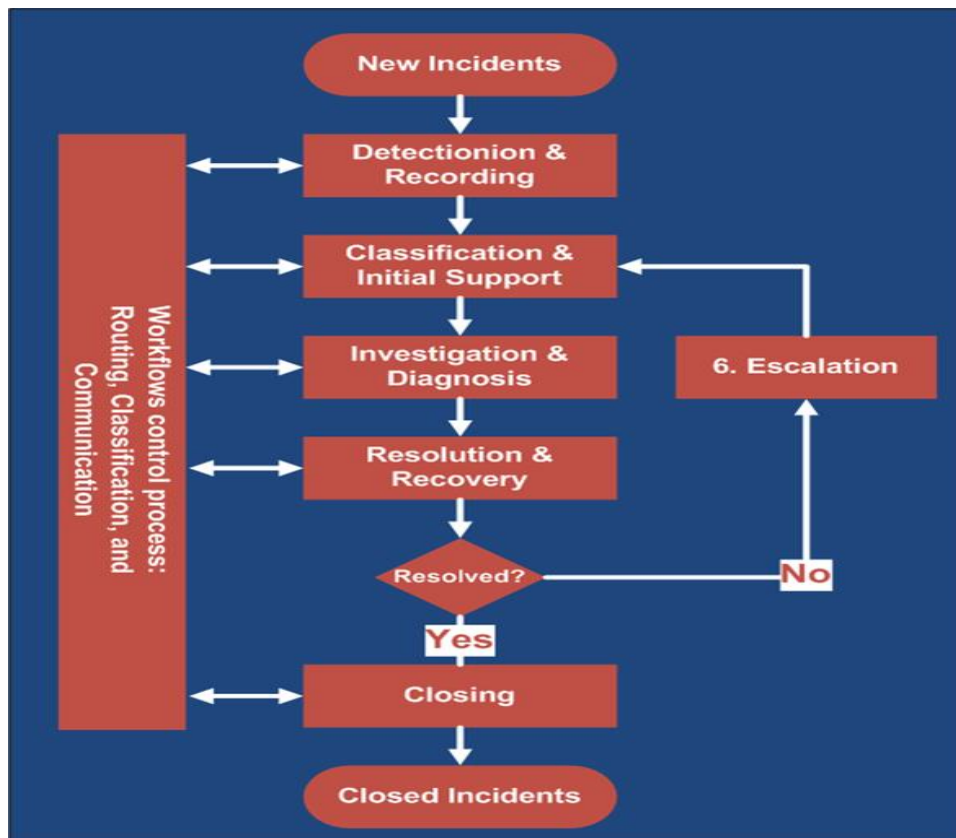 New Incidents
Detectionion &
Recording
Classification &
Initial Support
Investigation &
Diagnosis
6. Escalation
Resolution &
Recovery
Resolved?
No
Yes
Closing
Closed Incidents
Workflows control process:
Routing, Classification, and
Communication